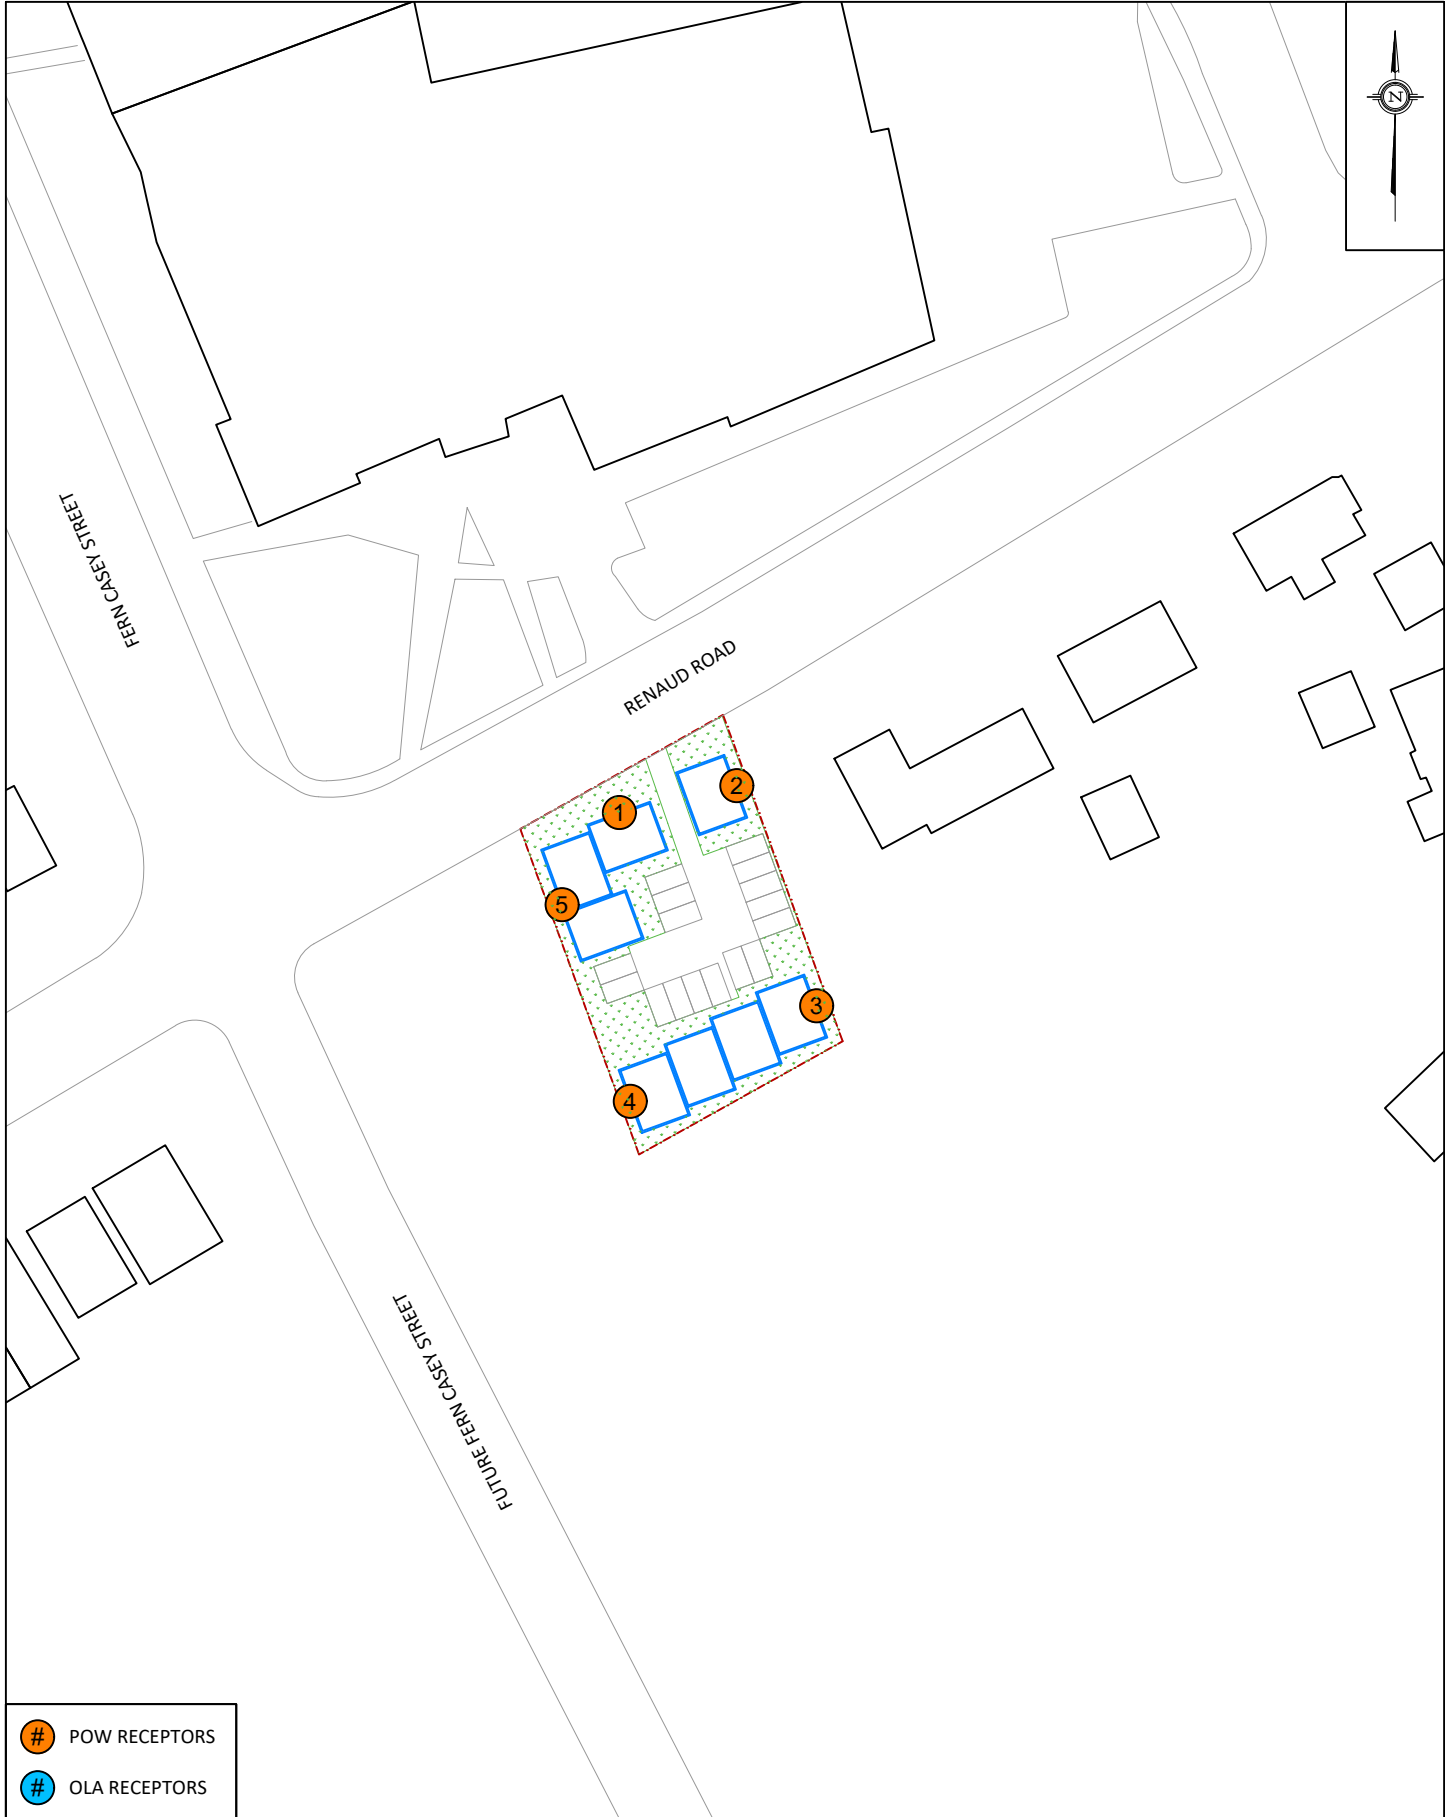 N
FERN CASEY STREET
RENAUD ROAD
2
1
5
3
4
FUTURE FERN CASEY STREET
# POW RECEPTORS
# OLA RECEPTORS